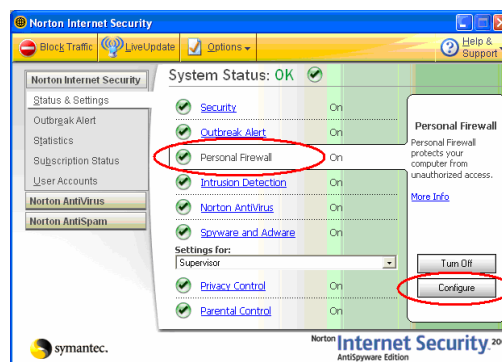 Norton Internet Security
Block Traffic
LiveUpdate
Options
Help & Support
Norton Internet Security
Status & Settings
Outbreak Alert
Statistics
Subscription Status
User Accounts
Norton AntiVirus
Norton AntiSpam
System Status: OK
Security On
Outbreak Alert On
Personal Firewall On
Intrusion Detection On
Norton AntiVirus On
Spyware and Adware On
Settings for:
Supervisor
Privacy Control On
Parental Control On
Personal Firewall
Personal Firewall
protects your
computer from
unauthorized access.
More Info
Turn Off
Configure
symantec.
Norton Internet Security
AntiSpyware Edition